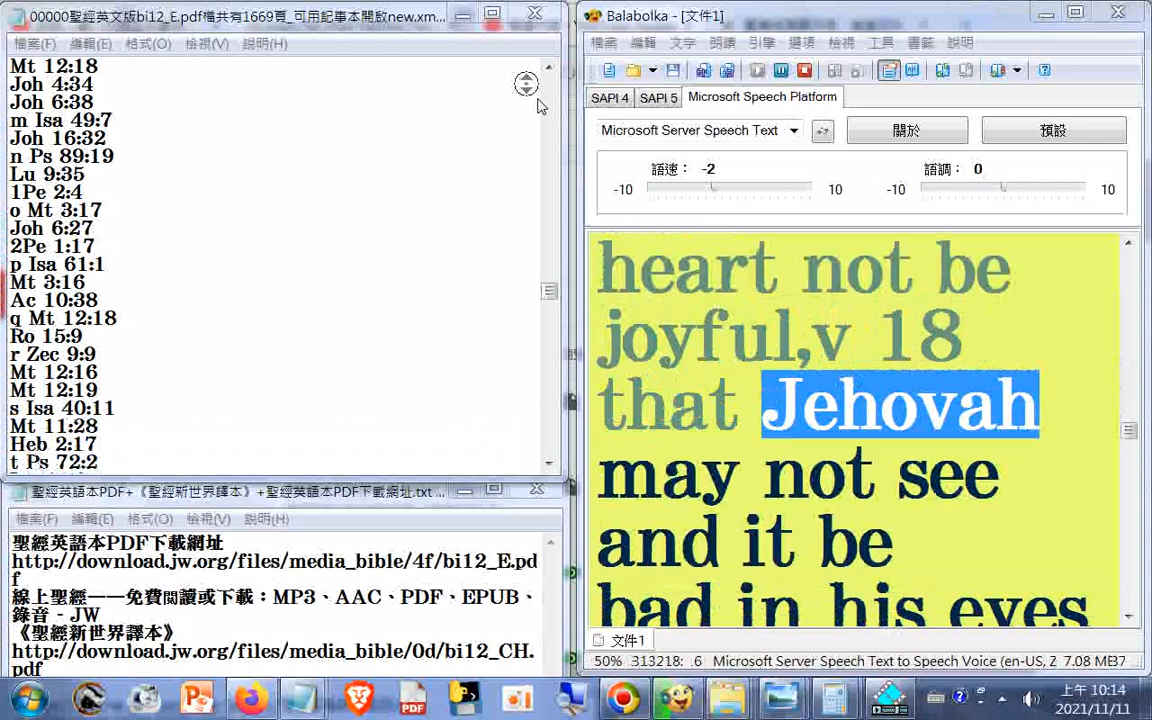 00000聖經英文版bi12_E.pdf檔共有1669頁_可用記事本開啟new.xm...
檔案(F) 編輯(E) 格式(O) 檢視(V) 說明(H)
Mt 12:18
Joh 4:34
Joh 6:38
m Isa 49:7
Joh 16:32
n Ps 89:19
Lu 9:35
1Pe 2:4
o Mt 3:17
Joh 6:27
2Pe 1:17
p Isa 61:1
Mt 3:16
Ac 10:38
q Mt 12:18
Ro 15:9
r Zec 9:9
Mt 12:16
Mt 12:19
s Isa 40:11
Mt 11:28
Heb 2:17
t Ps 72:2
聖經英語本PDF+《聖經新世界譯本》+聖經英語本PDF下載網址.txt ...
檔案(F) 編輯(E) 格式(O) 檢視(V) 說明(H)
聖經英語本PDF下載網址
http://download.jw.org/files/media_bible/4f/bi12_E.pd
f
線上聖經——免費閱讀或下載：MP3、AAC、PDF、EPUB、
錄音 - JW
《聖經新世界譯本》
http://download.jw.org/files/media_bible/0d/bi12_CH.
pdf
Balabolka - [文件1]
檔案 編輯 文字 朗讀 引擎 選項 檢視 工具 書籤 說明
SAPI 4 SAPI 5 Microsoft Speech Platform
Microsoft Server Speech Text 關於 預設
語速： -2 語調： 0
-10 10 -10 10
heart not be
joyful,v 18
that Jehovah
may not see
and it be
bad in his eyes
文件1
50% 313218: .6 Microsoft Server Speech Text to Speech Voice (en-US, Z 7.08 MB37
PDF
上午 10:14
2021/11/11